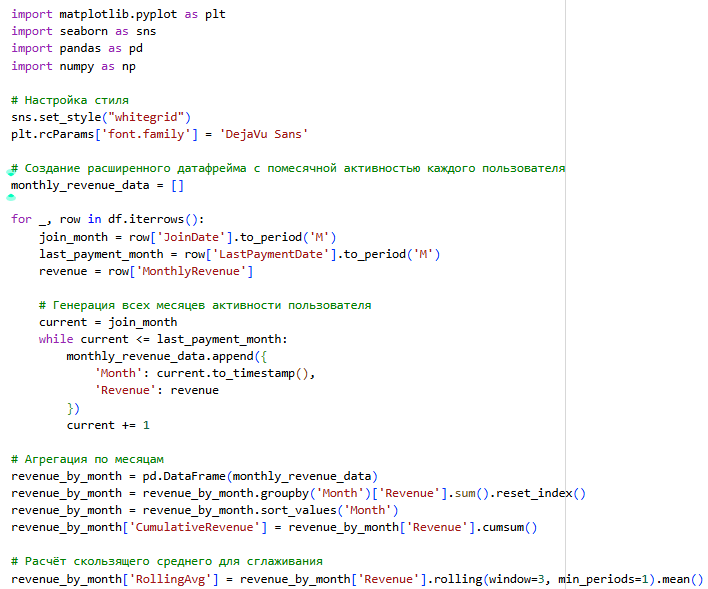 import matplotlib.pyplot as plt
import seaborn as sns
import pandas as pd
import numpy as np

# Настройка стиля
sns.set_style("whitegrid")
plt.rcParams['font.family'] = 'DejaVu Sans'

# Создание расширенного датафрейма с помесячной активностью каждого пользователя
monthly_revenue_data = []

for _, row in df.iterrows():
    join_month = row['JoinDate'].to_period('M')
    last_payment_month = row['LastPaymentDate'].to_period('M')
    revenue = row['MonthlyRevenue']

    # Генерация всех месяцев активности пользователя
    current = join_month
    while current <= last_payment_month:
        monthly_revenue_data.append({
            'Month': current.to_timestamp(),
            'Revenue': revenue
        })
        current += 1

# Агрегация по месяцам
revenue_by_month = pd.DataFrame(monthly_revenue_data)
revenue_by_month = revenue_by_month.groupby('Month')['Revenue'].sum().reset_index()
revenue_by_month = revenue_by_month.sort_values('Month')
revenue_by_month['CumulativeRevenue'] = revenue_by_month['Revenue'].cumsum()

# Расчёт скользящего среднего для сглаживания
revenue_by_month['RollingAvg'] = revenue_by_month['Revenue'].rolling(window=3, min_periods=1).mean()